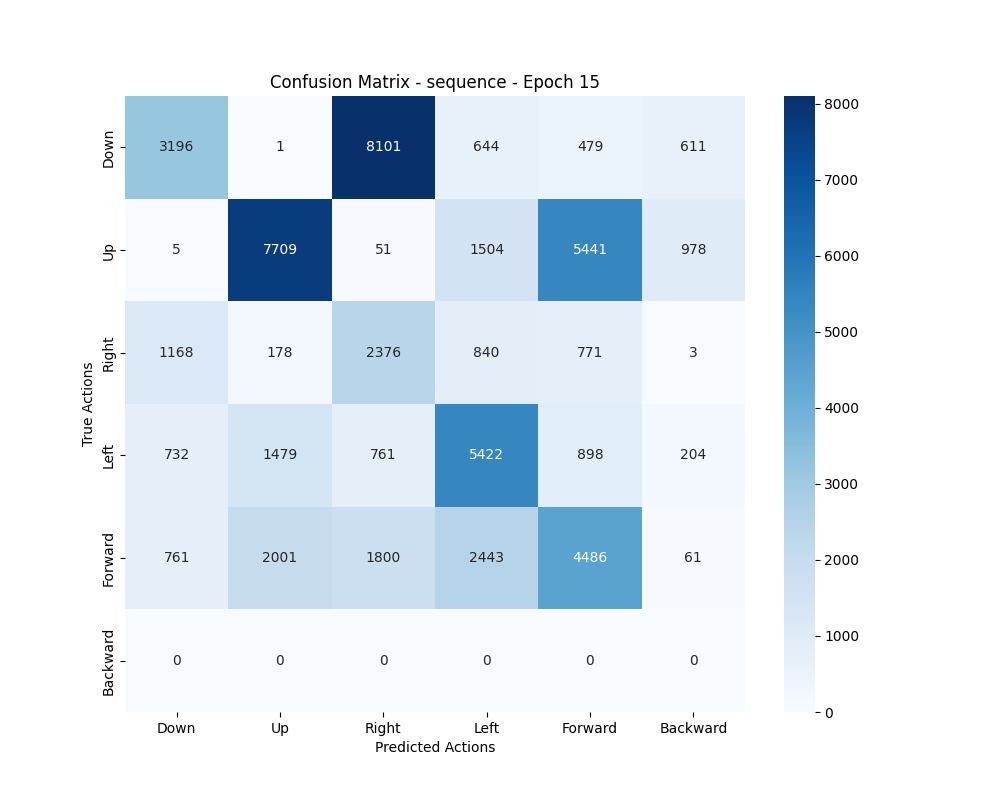 Confusion Matrix - sequence - Epoch 15
True Actions
Down 3196 1 8101 644 479 611
Up 5 7709 51 1504 5441 978
Right 1168 178 2376 840 771 3
Left 732 1479 761 5422 898 204
Forward 761 2001 1800 2443 4486 61
Backward 0 0 0 0 0 0
Down Up Right Left Forward Backward
Predicted Actions
8000
7000
6000
5000
4000
3000
2000
1000
0